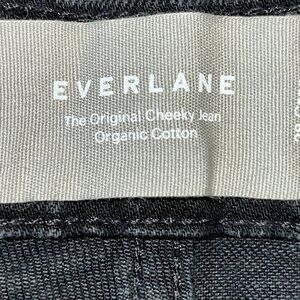 EVERLANE
The Original Cheeky Jean
Organic Cotton